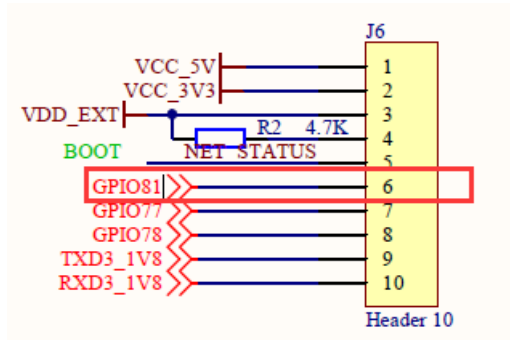 J6
VCC_5V 1
VCC_3V3 2
VDD_EXT 3
R2 4.7K 4
BOOT NET_STATUS 5
GPIO81 6
GPIO77 7
GPIO78 8
TXD3_1V8 9
RXD3_1V8 10
Header 10